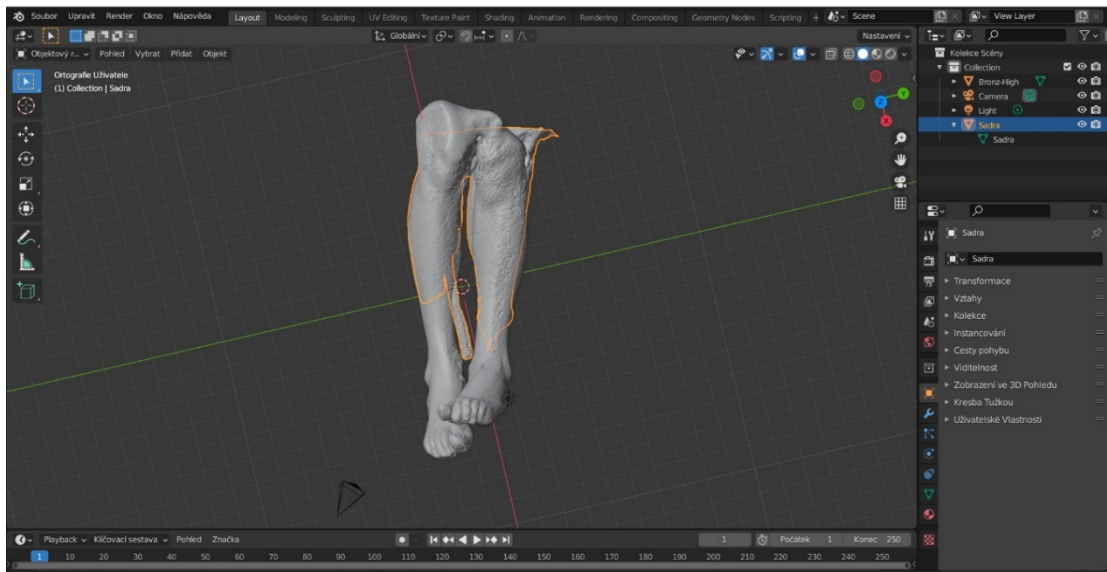 Soubor Upravit Render Okno Nápověda Layout Modeling Sculpting UV Editing Texture Paint Shading Animation Rendering Compositing Geometry Nodes Scripting + Scene View Layer
Globální Nastavení
Objektový r... Pohled Vybrat Přidat Objekt
Ortografie Uživatele
(1) Collection | Sadra
Z
Y
X
Kolekce Scény
Collection
Bronz-High
Camera
Light
Sadra
Sadra
Sadra
Sadra
Transformace
Vztahy
Kolekce
Instancování
Cesty pohybu
Viditelnost
Zobrazení ve 3D Pohledu
Kresba Tužkou
Uživatelské Vlastnosti
Playback Klíčovací sestava Pohled Značka 1 Počátek 1 Konec 250
1 10 20 30 40 50 60 70 80 90 100 110 120 130 140 150 160 170 180 190 200 210 220 230 240 250